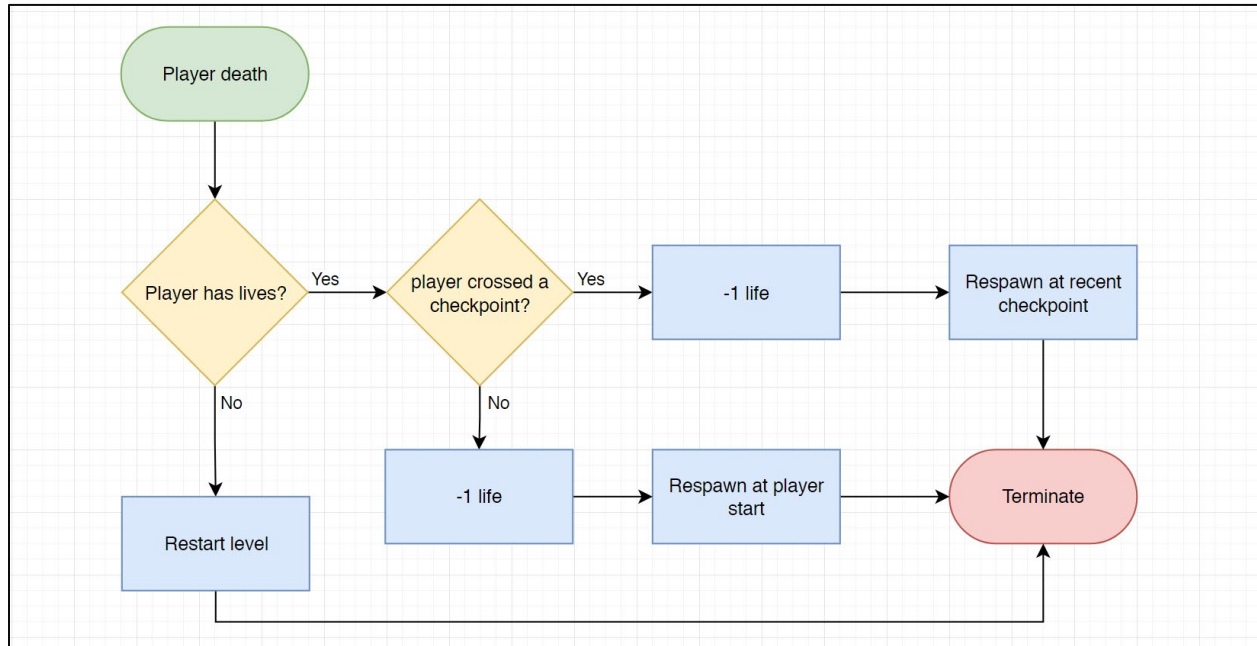 Player death
Player has lives?
Yes
player crossed a
checkpoint?
Yes
-1 life
Respawn at recent
checkpoint
No
No
-1 life
Respawn at player
start
Terminate
Restart level